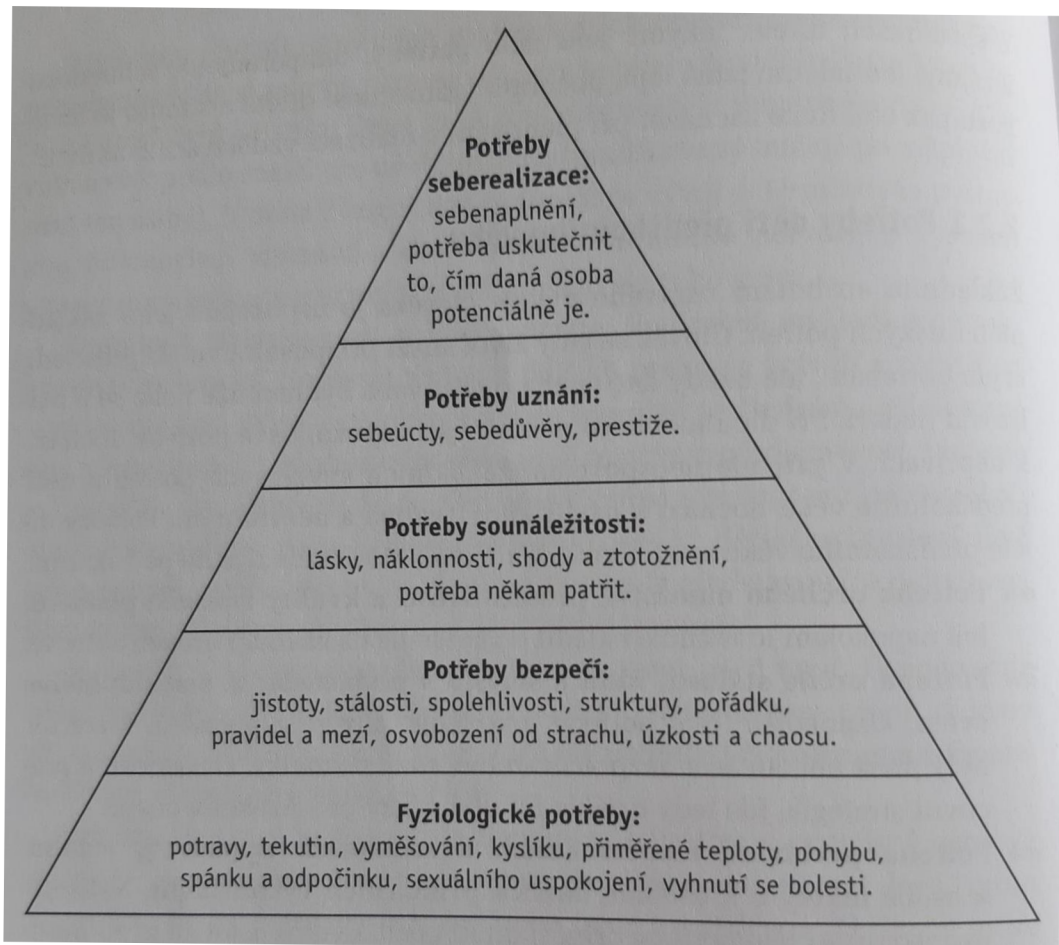 Potřeby
seberealizace:
sebenaplnění,
potřeba uskutečnit
to, čím daná osoba
potenciálně je.
Potřeby uznání:
sebeúcty, sebedůvěry, prestiže.
Potřeby sounáležitosti:
lásky, náklonnosti, shody a ztotožnění,
potřeba někam patřit.
Potřeby bezpečí:
jistoty, stálosti, spolehlivosti, struktury, pořádku,
pravidel a mezí, osvobození od strachu, úzkosti a chaosu.
Fyziologické potřeby:
potravy, tekutin, vyměšování, kyslíku, přiměřené teploty, pohybu,
spánku a odpočinku, sexuálního uspokojení, vyhnutí se bolesti.